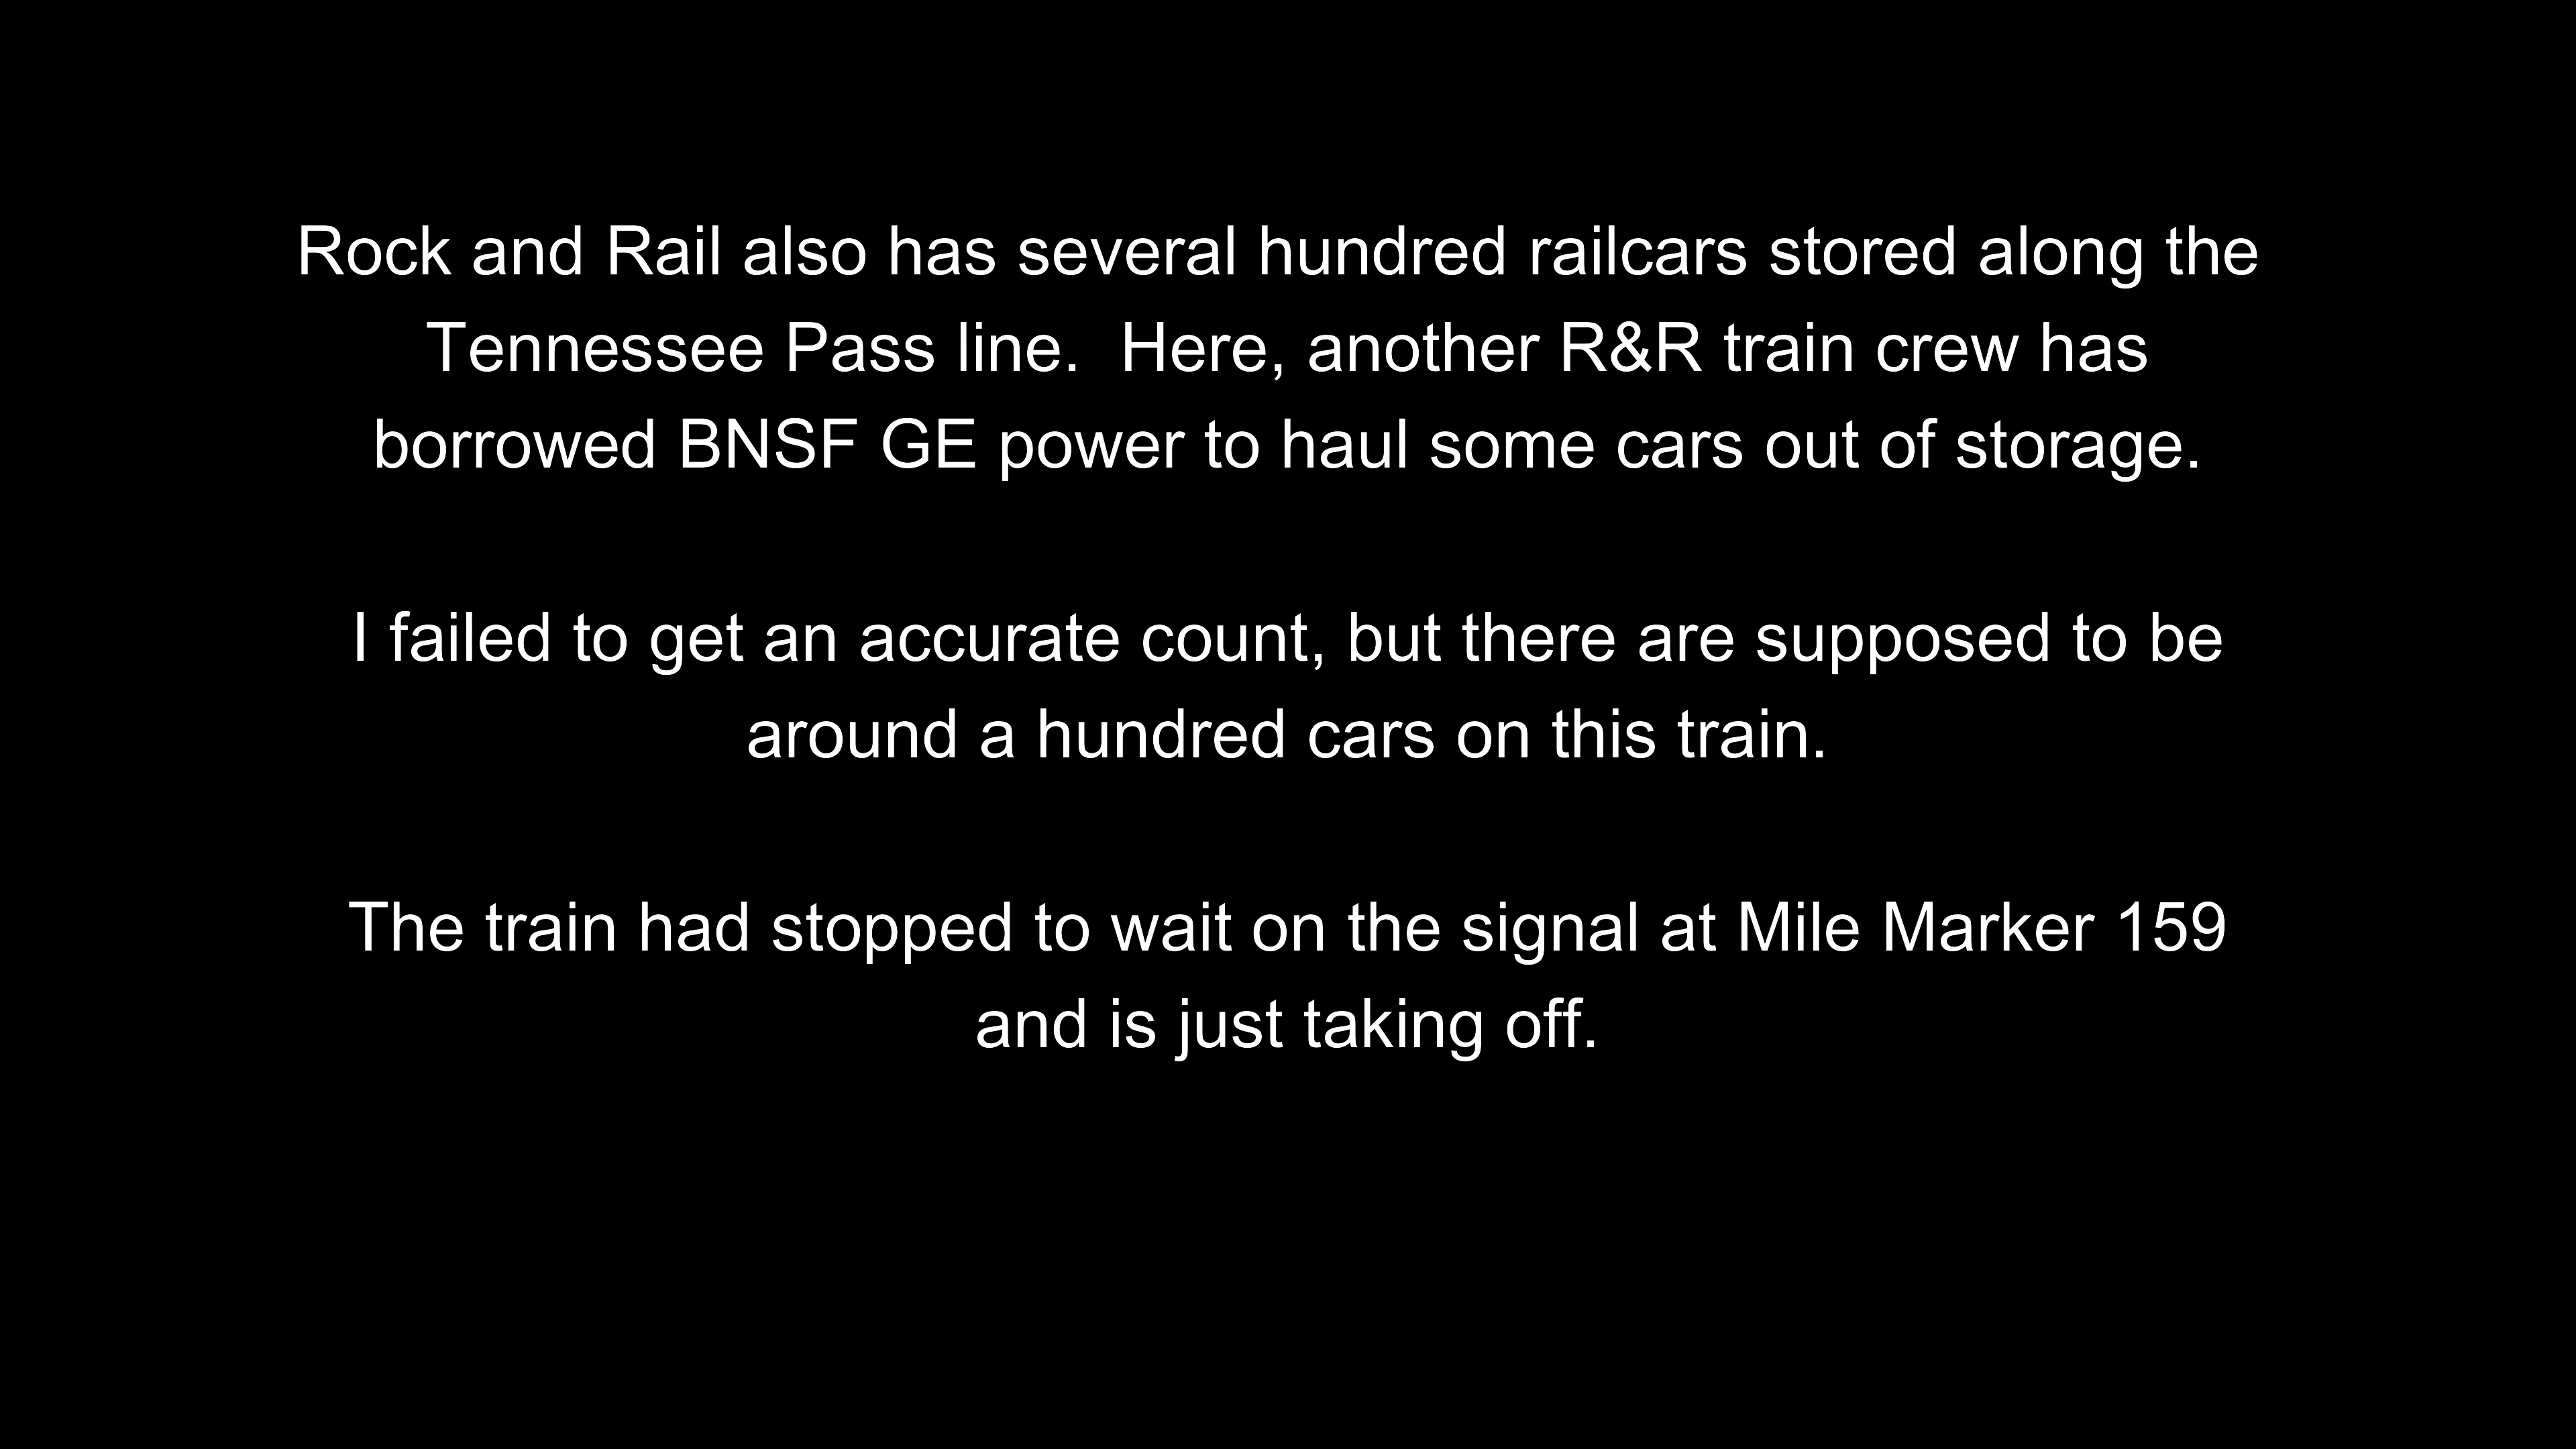 Rock and Rail also has several hundred railcars stored along the
Tennessee Pass line.  Here, another R&R train crew has
borrowed BNSF GE power to haul some cars out of storage.
I failed to get an accurate count, but there are supposed to be
around a hundred cars on this train.
The train had stopped to wait on the signal at Mile Marker 159
and is just taking off.